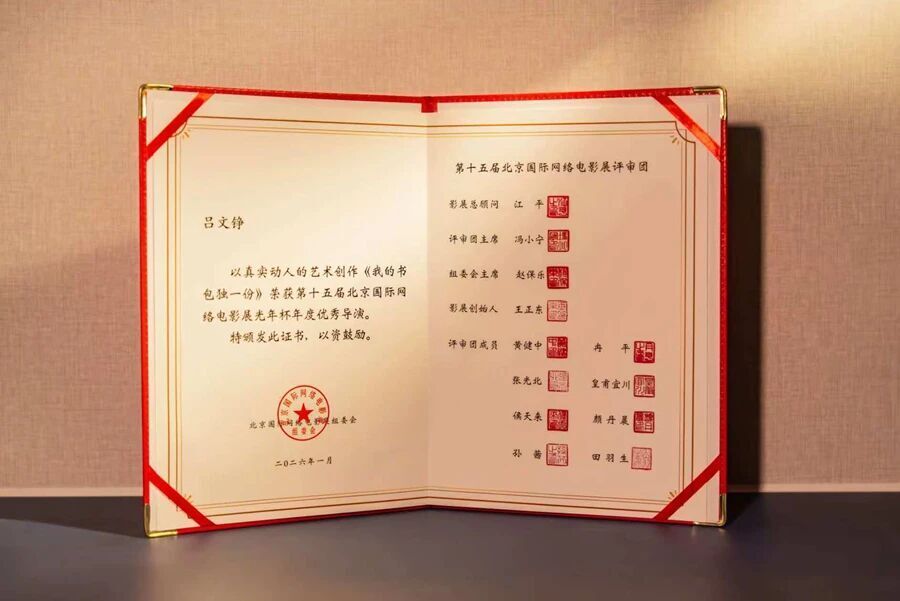 吕文铮
以真实动人的艺术创作《我的书
包独一份》荣获第十五届北京国际网
络电影展光年杯年度优秀导演。
特颁发此证书，以资鼓励。
北京国际网络电影展组委会
二〇二六年一月
第十五届北京国际网络电影展评审团
影展总顾问 江平
评审团主席 冯小宁
组委会主席 赵保乐
影展创始人 王正东
评审团成员 黄健中 冉平
张光北 皇甫宜川
侯天来 颜丹晨
孙茜 田羽生